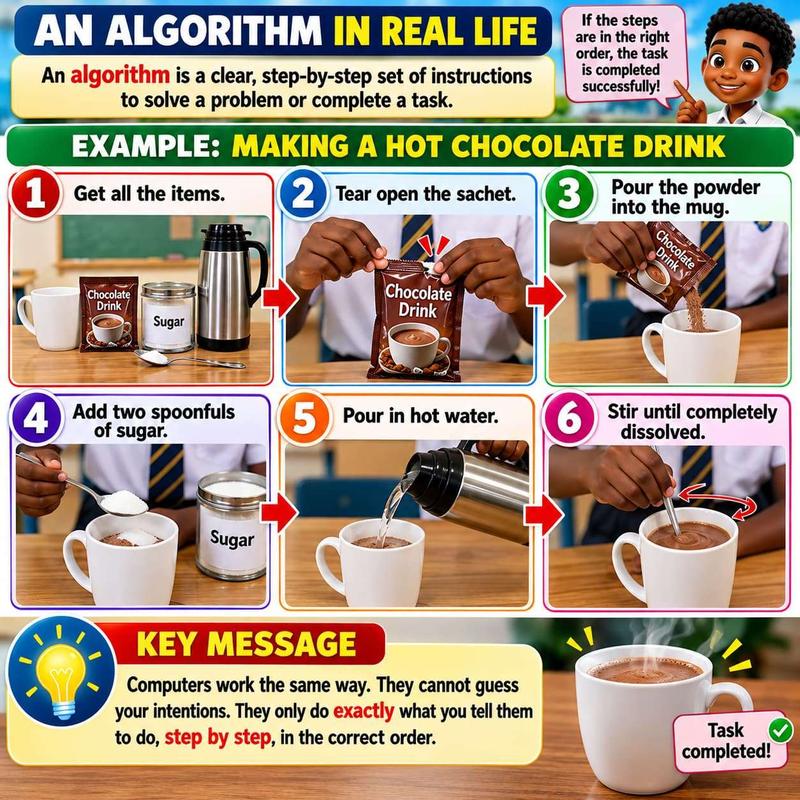 AN ALGORITHM IN REAL LIFE
An algorithm is a clear, step-by-step set of instructions
to solve a problem or complete a task.
If the steps
are in the right
order, the task
is completed
successfully!
EXAMPLE: MAKING A HOT CHOCOLATE DRINK
1 Get all the items.
Chocolate
Drink
Sugar
2 Tear open the sachet.
Chocolate
Drink
3 Pour the powder
into the mug.
Chocolate
Drink
4 Add two spoonfuls
of sugar.
Sugar
5 Pour in hot water.
6 Stir until completely
dissolved.
KEY MESSAGE
Computers work the same way. They cannot guess
your intentions. They only do exactly what you tell them
to do, step by step, in the correct order.
Task
completed!